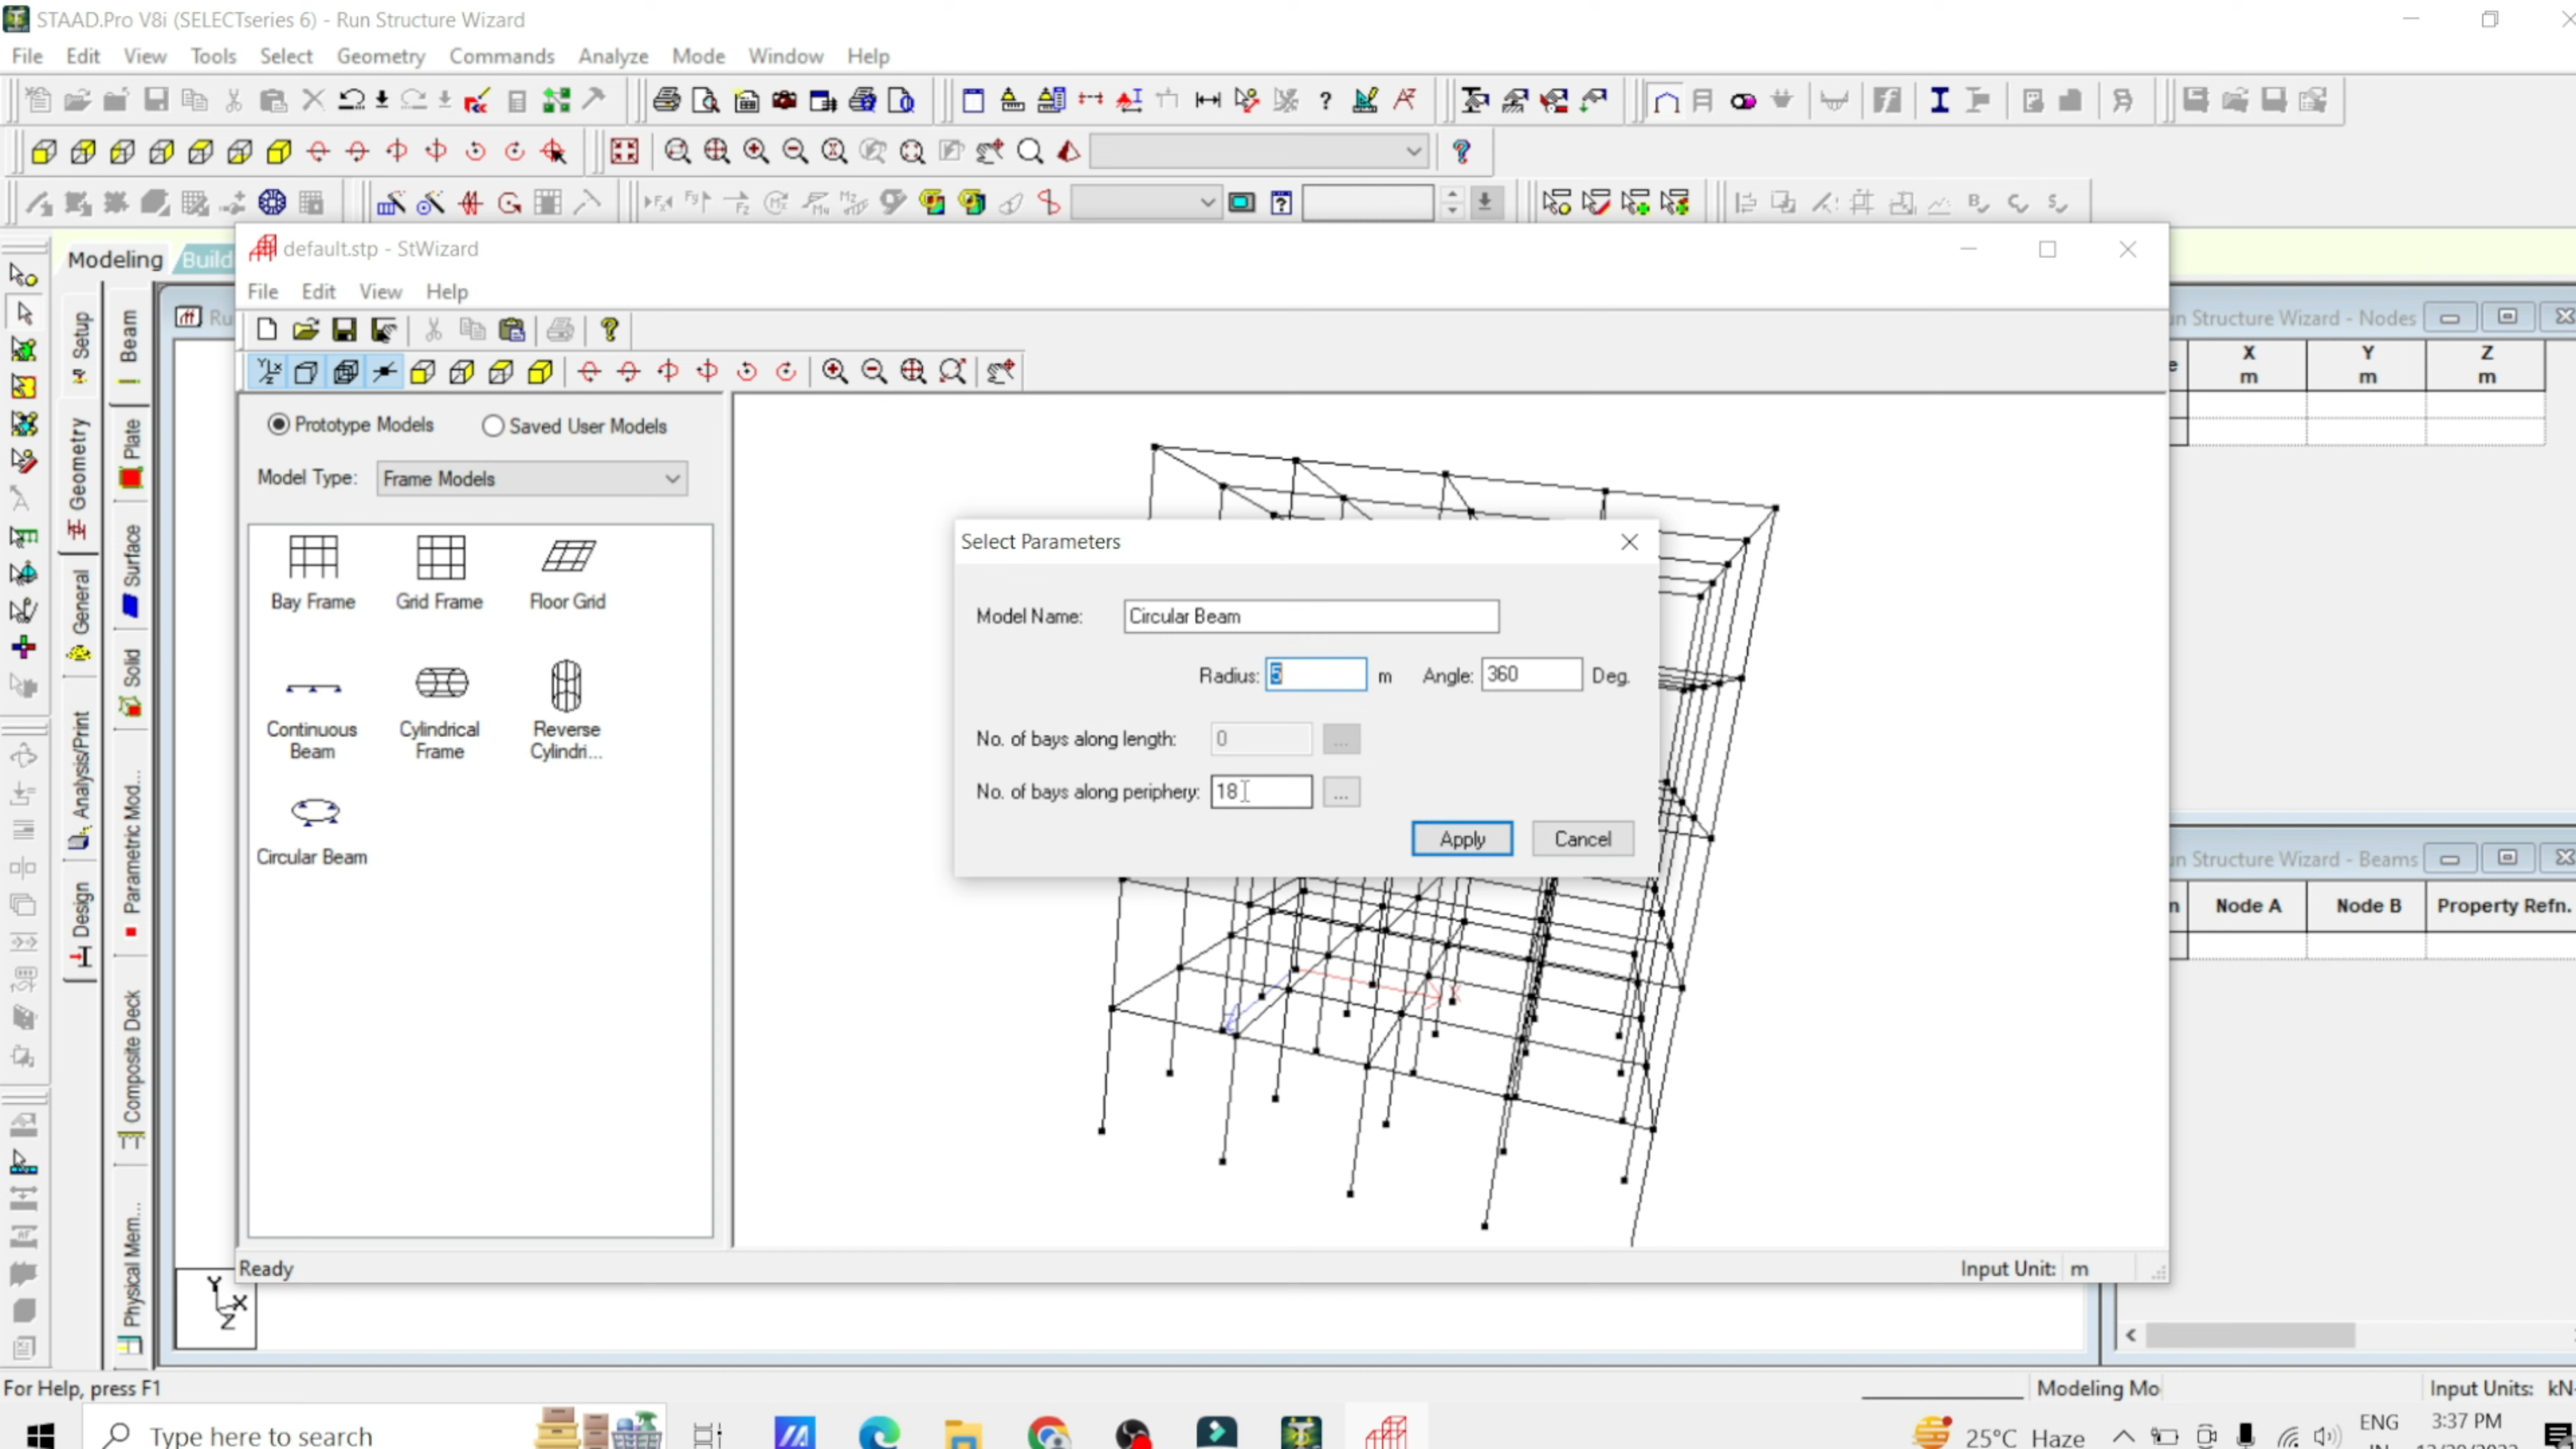 STAAD.Pro V8i (SELECTseries 6) - Run Structure Wizard
File Edit View Tools Select Geometry Commands Analyze Mode Window Help
Modeling Build
default.stp - StWizard
File Edit View Help
Prototype Models Saved User Models
Model Type: Frame Models
Bay Frame Grid Frame Floor Grid
Continuous Beam
Cylindrical Frame
Reverse Cylindri...
Circular Beam
Select Parameters
Model Name: Circular Beam
Radius: 5 m Angle: 360 Deg.
No. of bays along length: 0 ...
No. of bays along periphery: 18 ...
Apply Cancel
Ready
Input Unit: m
Setup
Geometry
General
Analysis/Print
Design
Beam
Plate
Surface
Solid
Parametric Mod...
Composite Deck
Physical Mem...
Structure Wizard - Nodes
X m
Y m
Z m
Structure Wizard - Beams
Node A Node B Property Refn.
Y
X
Z
For Help, press F1
Modeling Mo
Input Units: kN
Type here to search
25°C Haze
ENG
3:37 PM